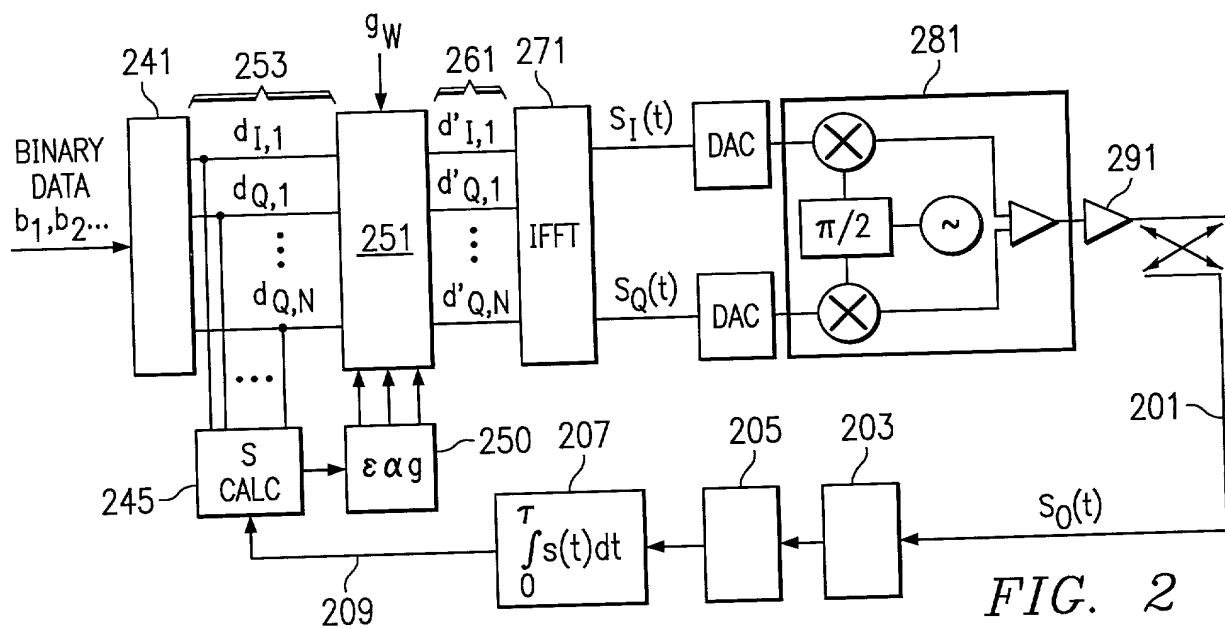 g_W
241
253
261
271
281
BINARY
DATA
b_1,b_2...
d_I,1
d_Q,1
d_Q,N
251
d'_I,1
d'_Q,1
d'_Q,N
IFFT
S_I(t)
DAC
S_Q(t)
DAC
π/2
~
291
201
S
CALC
245
ε α g
250
207
τ
∫ s(t)dt
0
209
205
203
S_O(t)
FIG. 2